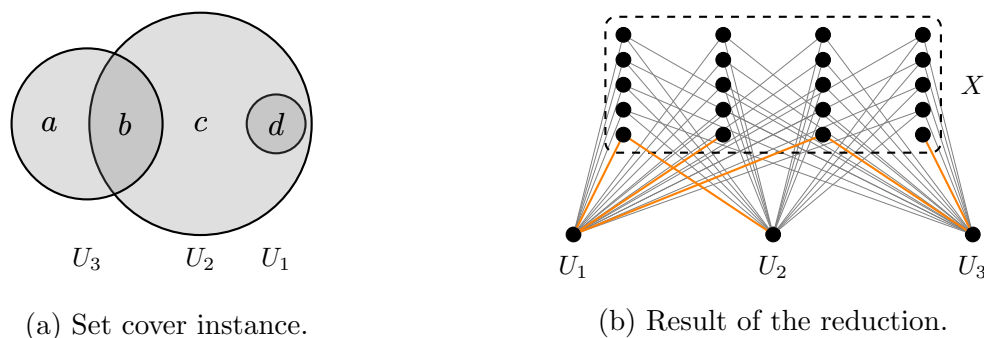 a b c d
U₃ U₂ U₁
(a) Set cover instance.
X
U₁ U₂ U₃
(b) Result of the reduction.